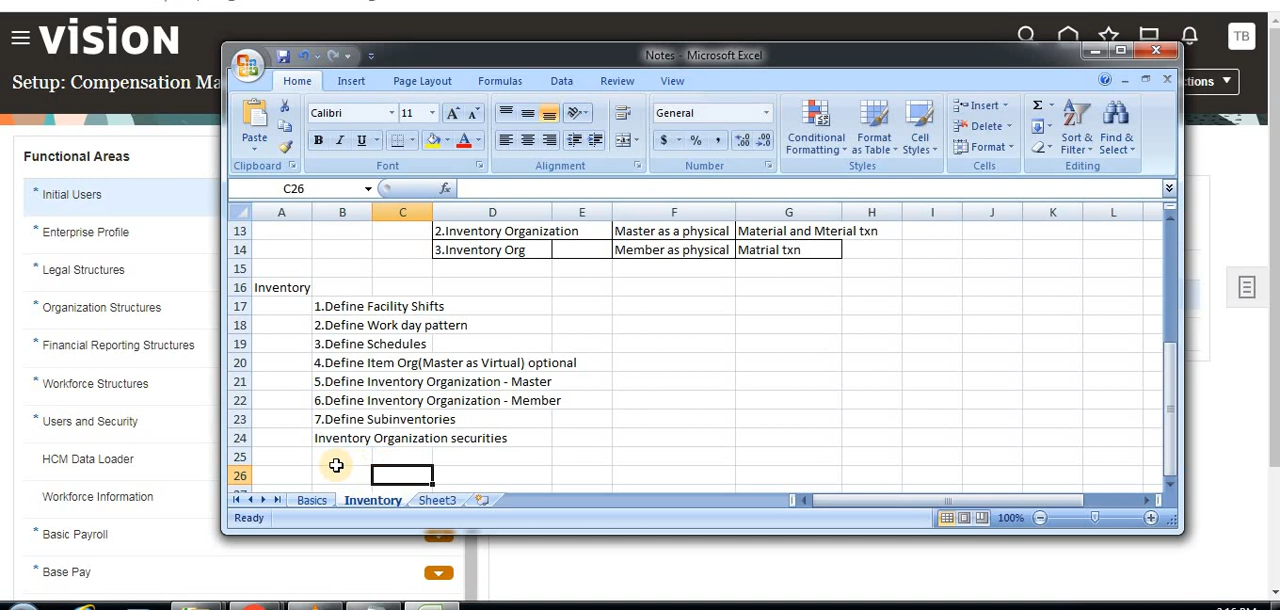 vision
TB
Setup: Compensation Ma
ctions
Functional Areas
* Initial Users
* Enterprise Profile
* Legal Structures
* Organization Structures
* Financial Reporting Structures
* Workforce Structures
* Users and Security
HCM Data Loader
Workforce Information
* Basic Payroll
* Base Pay
Notes - Microsoft Excel
Home Insert Page Layout Formulas Data Review View
Paste
Clipboard
Calibri 11
B I U
Font
Alignment
General
$ % ,
Number
Conditional Formatting
Format as Table
Cell Styles
Styles
Insert
Delete
Format
Cells
Σ
Sort & Filter
Find & Select
Editing
C26 fx
A B C D E F G H I J K L
13 2.Inventory Organization Master as a physical Material and Mterial txn
14 3.Inventory Org Member as physical Matrial txn
15
16 Inventory
17 1.Define Facility Shifts
18 2.Define Work day pattern
19 3.Define Schedules
20 4.Define Item Org(Master as Virtual) optional
21 5.Define Inventory Organization - Master
22 6.Define Inventory Organization - Member
23 7.Define Subinventories
24 Inventory Organization securities
25
26
Basics Inventory Sheet3
Ready 100%